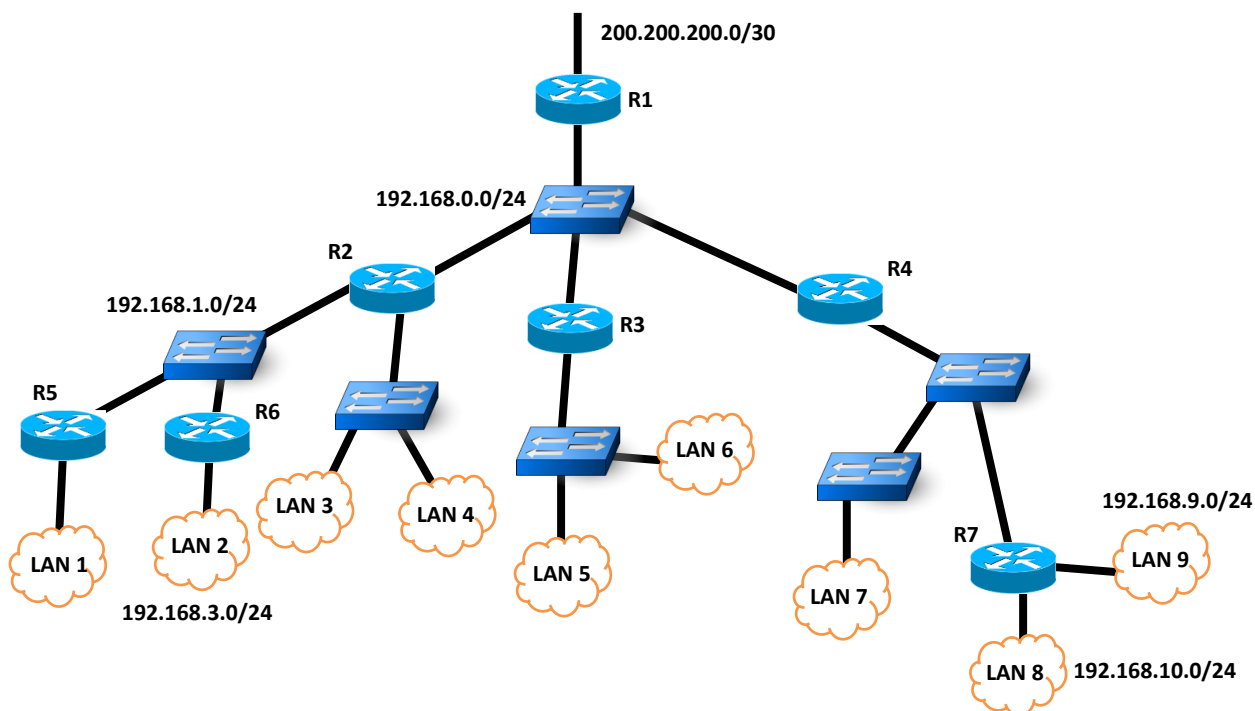 200.200.200.0/30
R1
192.168.0.0/24
R2
R4
192.168.1.0/24
R3
R5
R6
LAN 6
LAN 3
LAN 4
192.168.9.0/24
R7
LAN 1
LAN 2
LAN 5
LAN 9
LAN 7
192.168.3.0/24
LAN 8
192.168.10.0/24